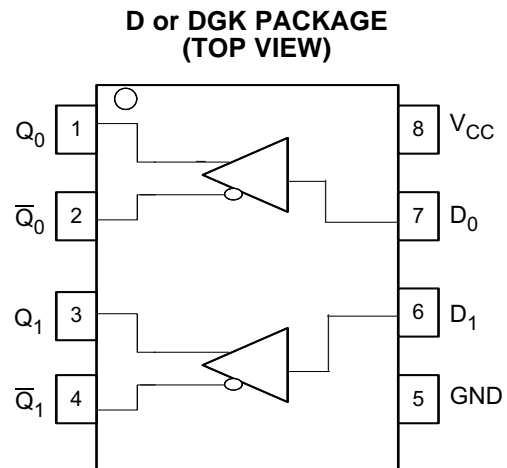 D or DGK PACKAGE
(TOP VIEW)
Q₀ 1 8 V_CC
Q̅₀ 2 7 D₀
Q₁ 3 6 D₁
Q̅₁ 4 5 GND